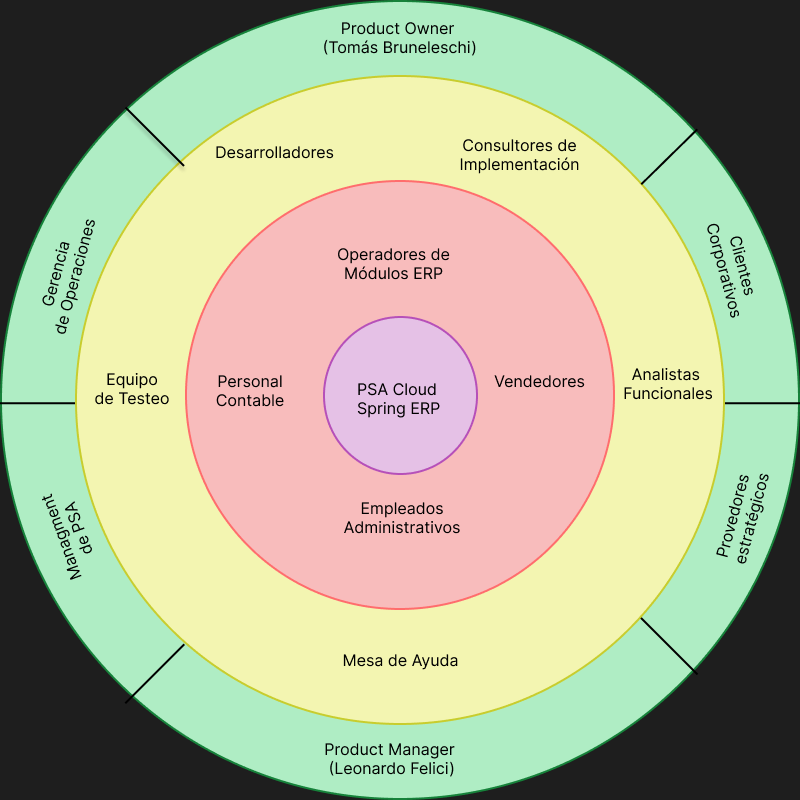 Product Owner
(Tomás Bruneleschi)
Desarrolladores
Consultores de
Implementación
Gerencia
de Operaciones
Clientes
Corporativos
Operadores de
Módulos ERP
Equipo
de Testeo
Personal
Contable
PSA Cloud
Spring ERP
Vendedores
Analistas
Funcionales
Managment
de PSA
Provedores
estratégicos
Empleados
Administrativos
Mesa de Ayuda
Product Manager
(Leonardo Felici)